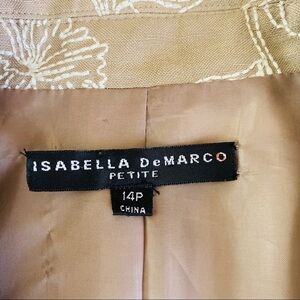 ISABELLA DeMARCO
PETITE
14P
CHINA